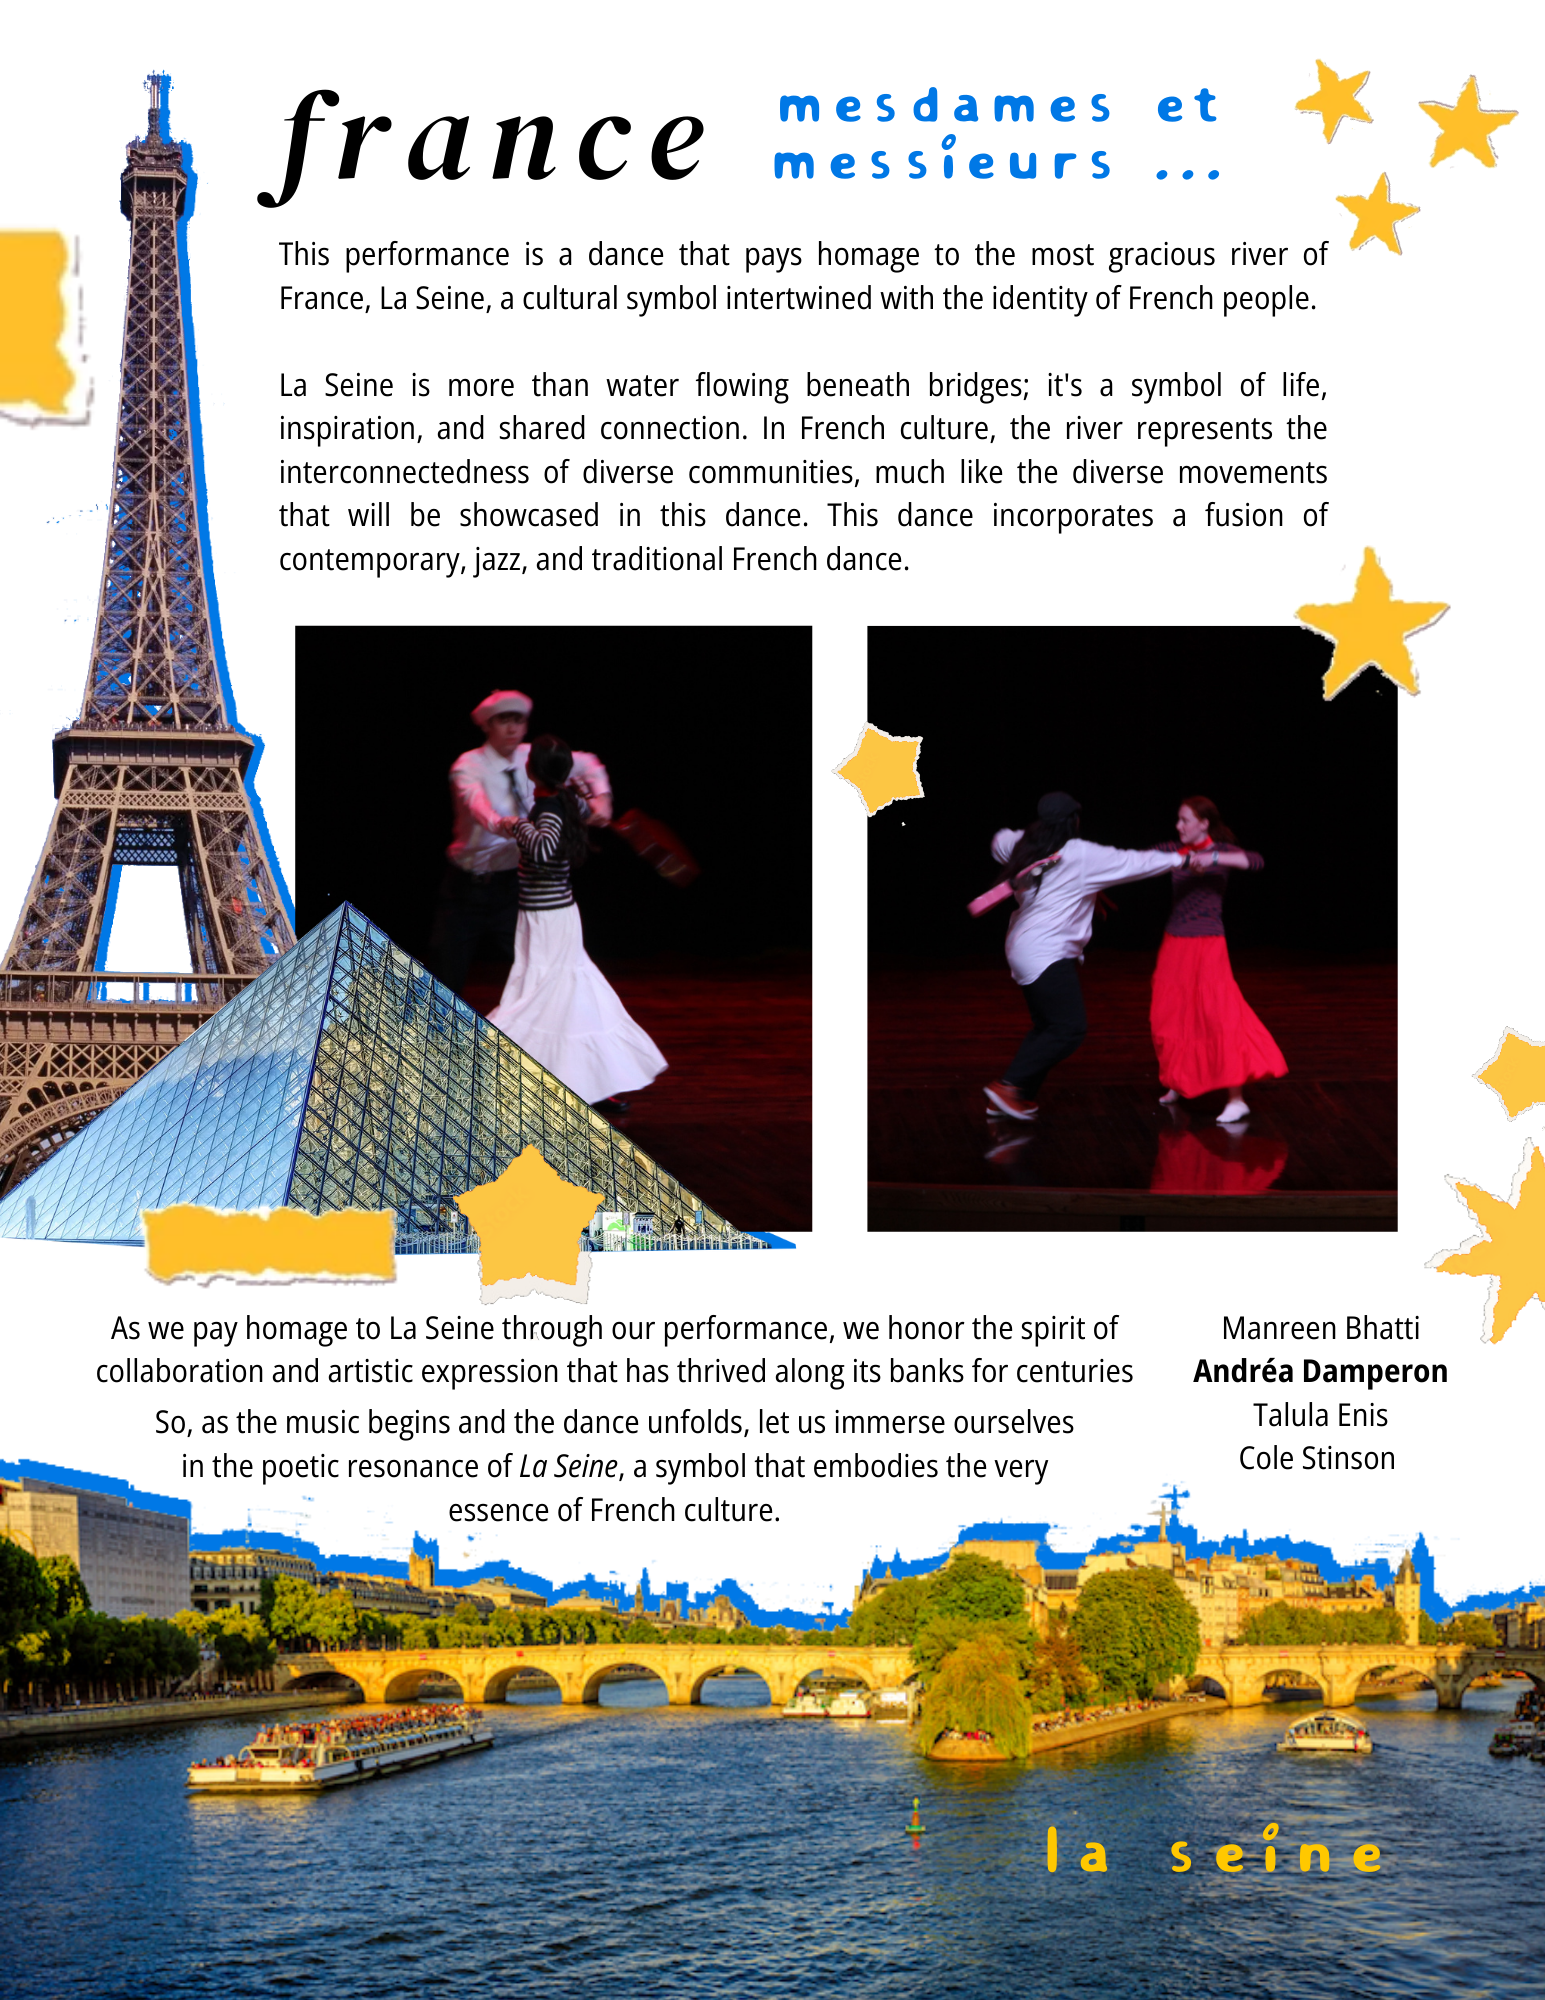 france
mesdames et
messieurs ...
This performance is a dance that pays homage to the most gracious river of
France, La Seine, a cultural symbol intertwined with the identity of French people.
La Seine is more than water flowing beneath bridges; it's a symbol of life,
inspiration, and shared connection. In French culture, the river represents the
interconnectedness of diverse communities, much like the diverse movements
that will be showcased in this dance. This dance incorporates a fusion of
contemporary, jazz, and traditional French dance.
As we pay homage to La Seine through our performance, we honor the spirit of
collaboration and artistic expression that has thrived along its banks for centuries
So, as the music begins and the dance unfolds, let us immerse ourselves
in the poetic resonance of La Seine, a symbol that embodies the very
essence of French culture.
Manreen Bhatti
Andréa Damperon
Talula Enis
Cole Stinson
la seine